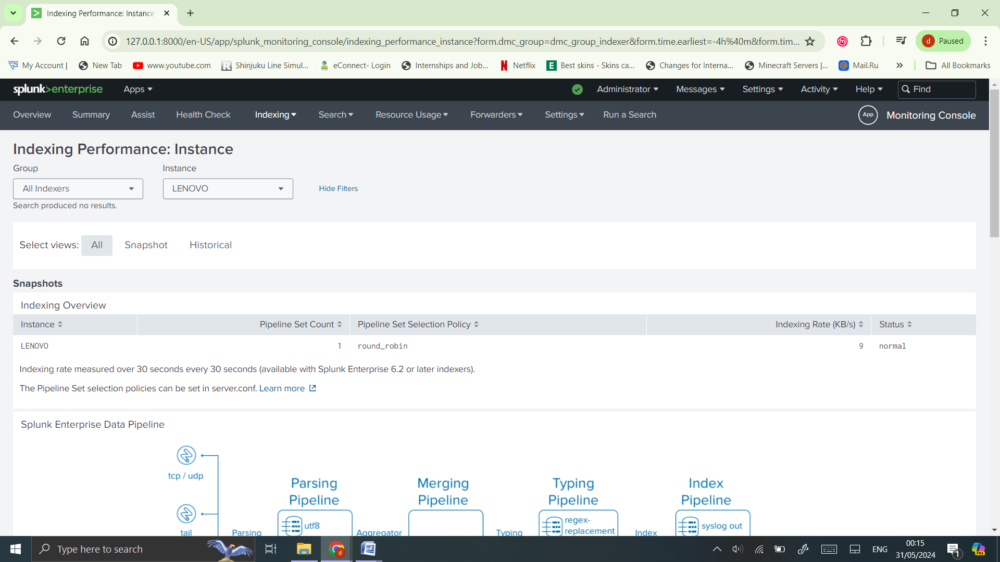 Indexing Performance: Instance
127.0.0.1:8000/en-US/app/splunk_monitoring_console/indexing_performance_instance?form.dmc_group=dmc_group_indexer&form.time.earliest=-4h%40m&form.tim...
d Paused
My Account |
New Tab
www.youtube.com
Shinjuku Line Simul...
eConnect- Login
Internships and Job...
Netflix
Best skins - Skins ca...
Changes for Interna...
Minecraft Servers |...
Mail.Ru
All Bookmarks
splunk>enterprise
Apps
Administrator
Messages
Settings
Activity
Help
Find
Overview
Summary
Assist
Health Check
Indexing
Search
Resource Usage
Forwarders
Settings
Run a Search
App
Monitoring Console
Indexing Performance: Instance
Group
Instance
All Indexers
LENOVO
Hide Filters
Search produced no results.
Select views:
All
Snapshot
Historical
Snapshots
Indexing Overview
Instance
Pipeline Set Count
Pipeline Set Selection Policy
Indexing Rate (KB/s)
Status
LENOVO
1
round_robin
9
normal
Indexing rate measured over 30 seconds every 30 seconds (available with Splunk Enterprise 6.2 or later indexers).
The Pipeline Set selection policies can be set in server.conf. Learn more
Splunk Enterprise Data Pipeline
tcp / udp
Parsing
Pipeline
Merging
Pipeline
Typing
Pipeline
Index
Pipeline
utf8
regex-
replacement
syslog out
tail
Parsing
Aggregator
Typing
Index
Type here to search
ENG
00:15
31/05/2024
1
PRE